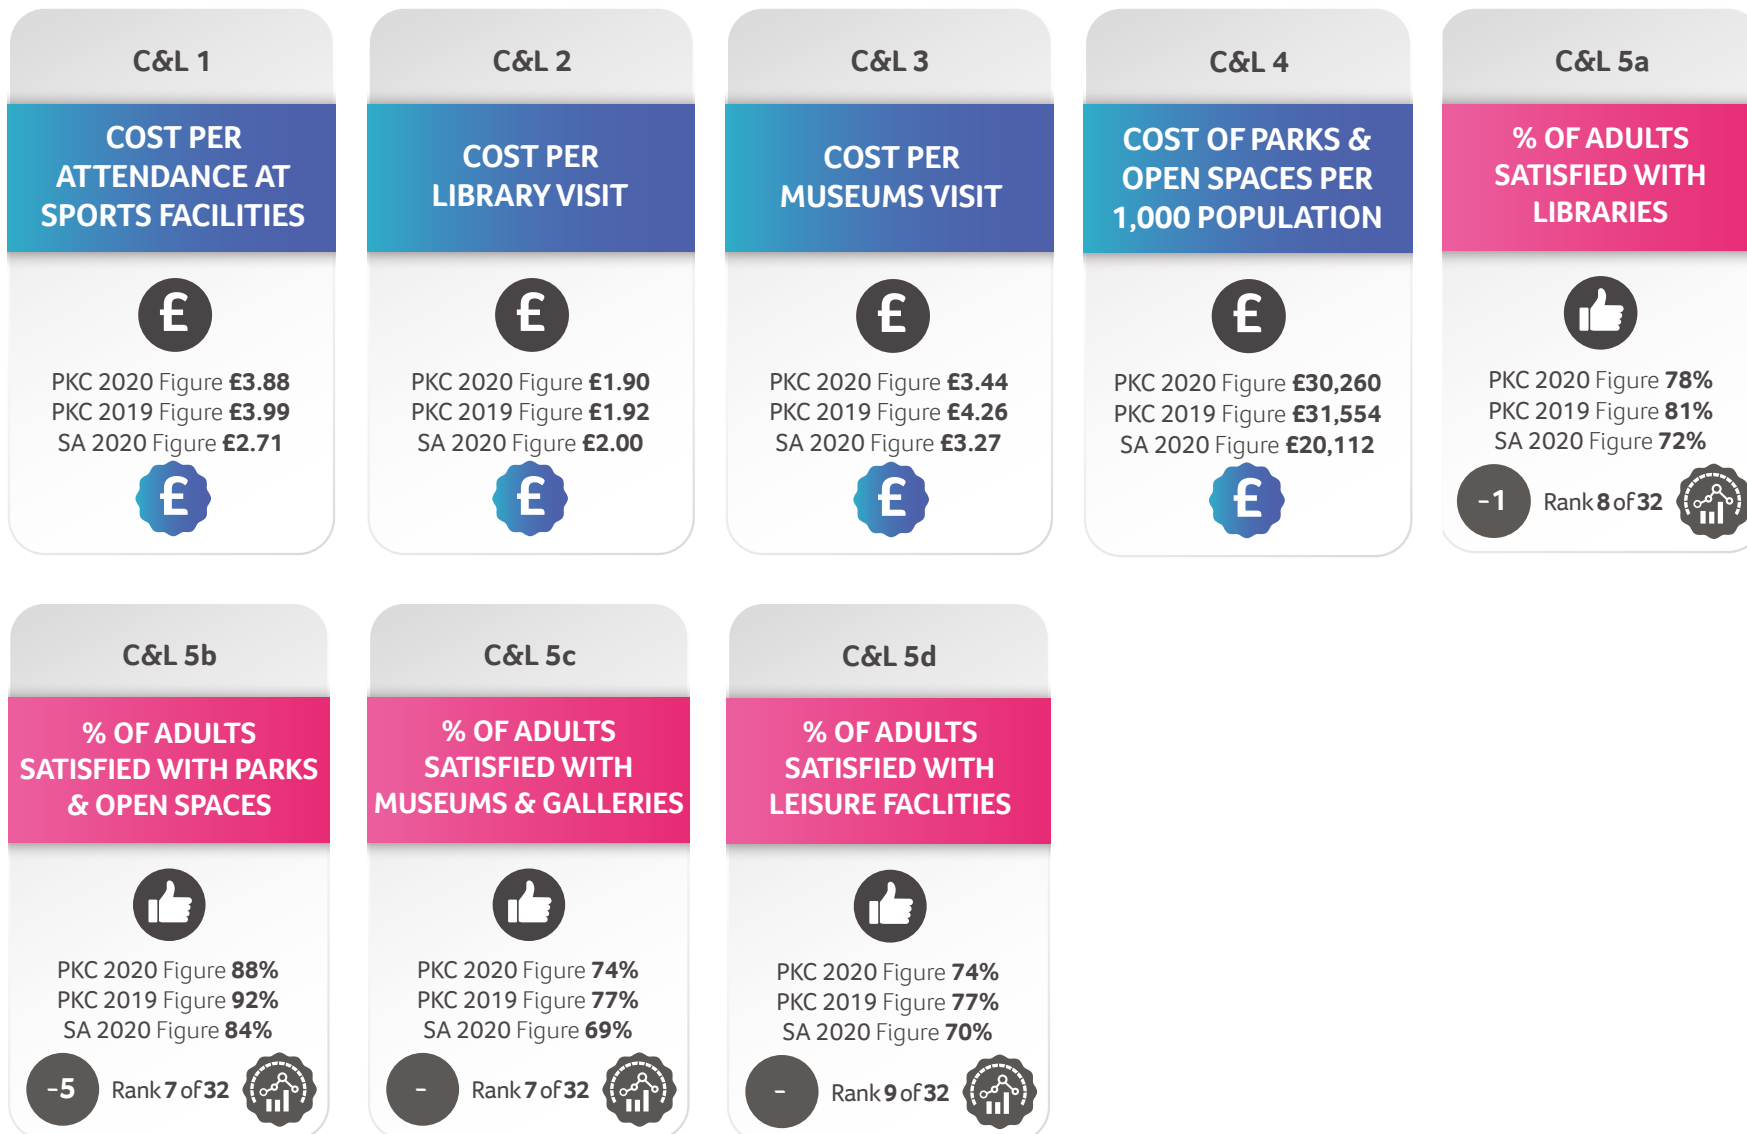 C&L 1
COST PER
ATTENDANCE AT
SPORTS FACILITIES
£
PKC 2020 Figure £3.88
PKC 2019 Figure £3.99
SA 2020 Figure £2.71
£
C&L 2
COST PER
LIBRARY VISIT
£
PKC 2020 Figure £1.90
PKC 2019 Figure £1.92
SA 2020 Figure £2.00
£
C&L 3
COST PER
MUSEUMS VISIT
£
PKC 2020 Figure £3.44
PKC 2019 Figure £4.26
SA 2020 Figure £3.27
£
C&L 4
COST OF PARKS &
OPEN SPACES PER
1,000 POPULATION
£
PKC 2020 Figure £30,260
PKC 2019 Figure £31,554
SA 2020 Figure £20,112
£
C&L 5a
% OF ADULTS
SATISFIED WITH
LIBRARIES
PKC 2020 Figure 78%
PKC 2019 Figure 81%
SA 2020 Figure 72%
-1 Rank 8 of 32
C&L 5b
% OF ADULTS
SATISFIED WITH PARKS
& OPEN SPACES
PKC 2020 Figure 88%
PKC 2019 Figure 92%
SA 2020 Figure 84%
-5 Rank 7 of 32
C&L 5c
% OF ADULTS
SATISFIED WITH
MUSEUMS & GALLERIES
PKC 2020 Figure 74%
PKC 2019 Figure 77%
SA 2020 Figure 69%
- Rank 7 of 32
C&L 5d
% OF ADULTS
SATISFIED WITH
LEISURE FACLITIES
PKC 2020 Figure 74%
PKC 2019 Figure 77%
SA 2020 Figure 70%
- Rank 9 of 32